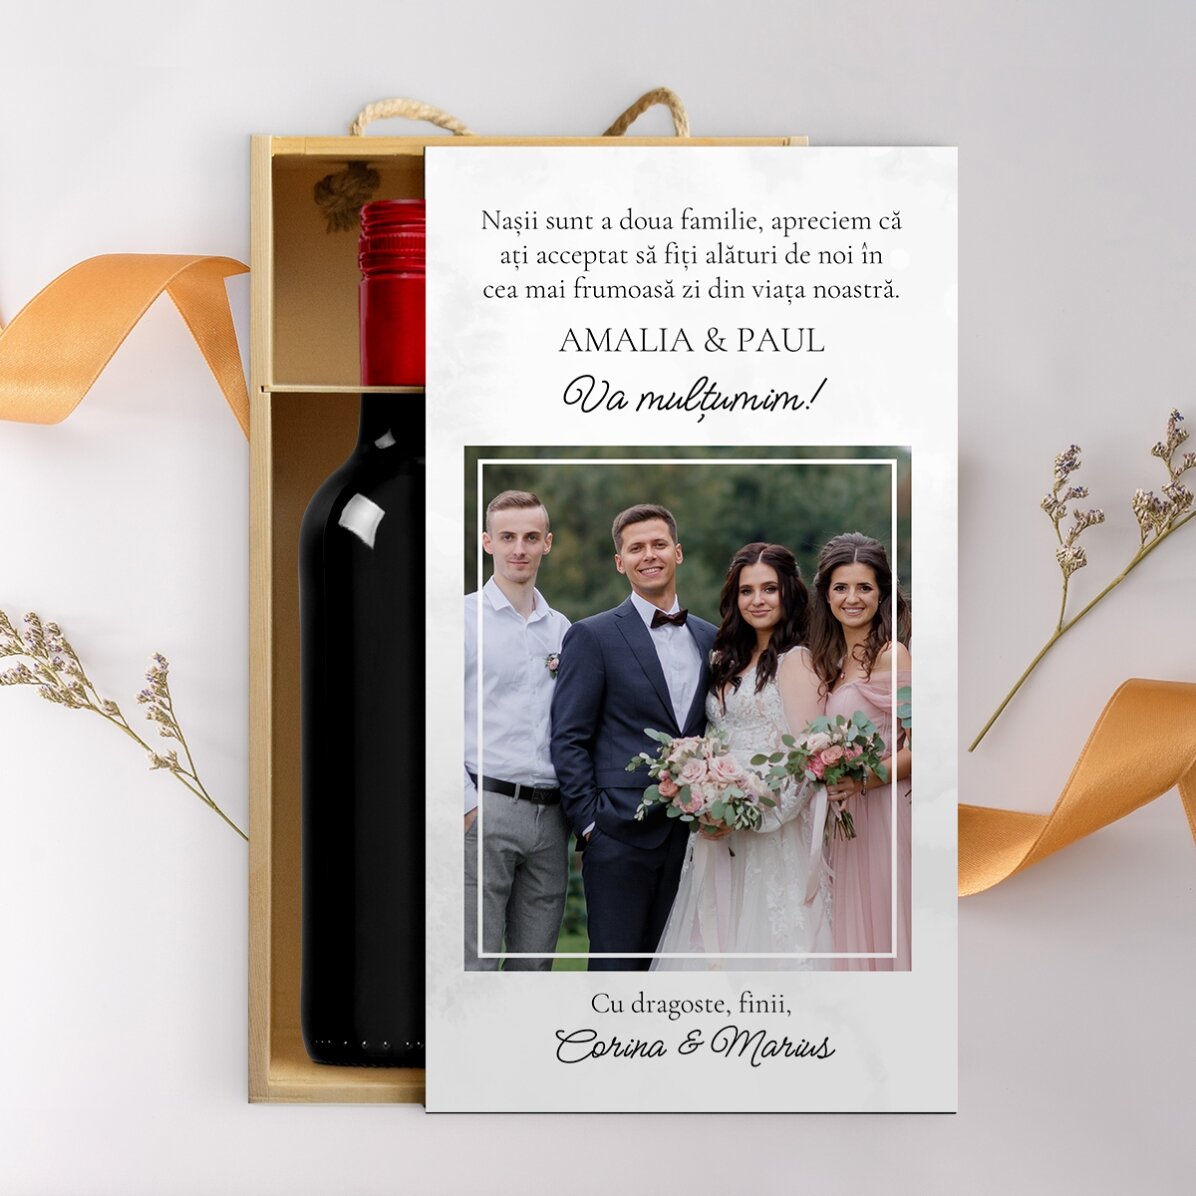 Nașii sunt a doua familie, apreciem că
ați acceptat să fiți alături de noi în
cea mai frumoasă zi din viața noastră.
AMALIA & PAUL
Va mulțumim!
Cu dragoste, finii,
Corina & Marius